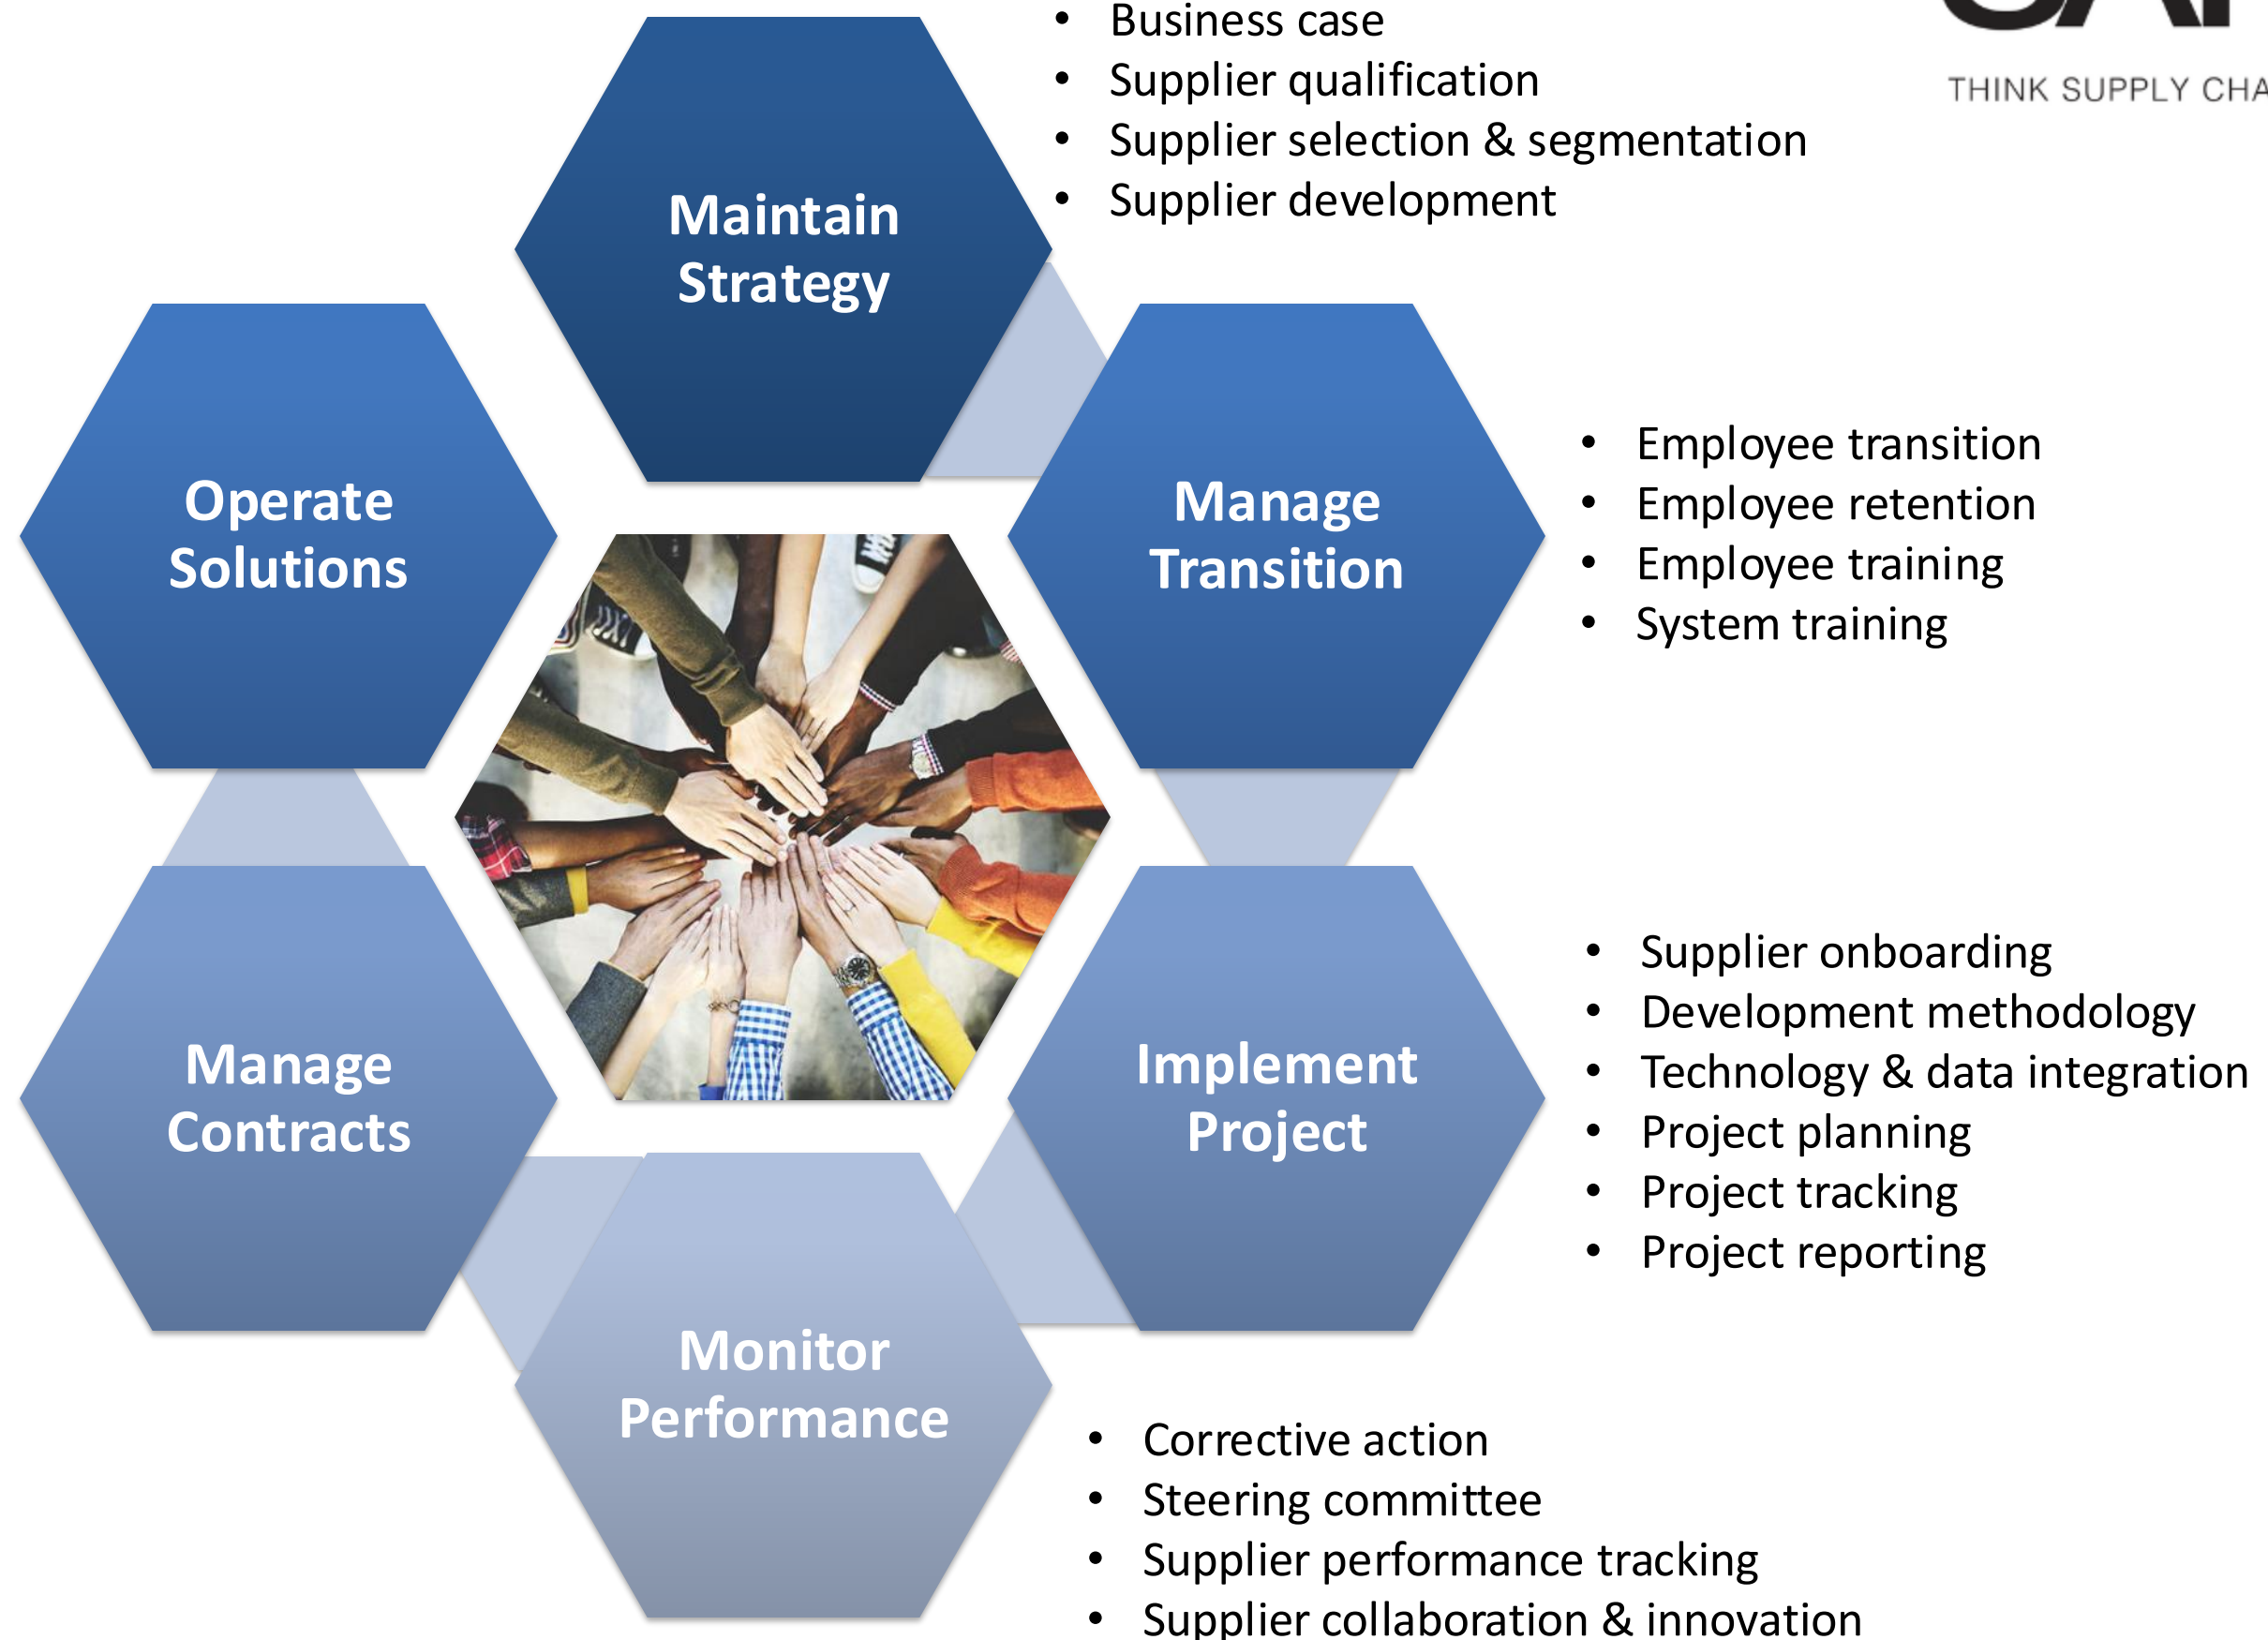 • Business case
• Supplier qualification
• Supplier selection & segmentation
• Supplier development
THINK SUPPLY
Maintain
Strategy
Operate
Solutions
Manage
Transition
• Employee transition
• Employee retention
• Employee training
• System training
Manage
Contracts
Implement
Project
• Supplier onboarding
• Development methodology
• Technology & data integration
• Project planning
• Project tracking
• Project reporting
Monitor
Performance
• Corrective action
• Steering committee
• Supplier performance tracking
• Supplier collaboration & innovation